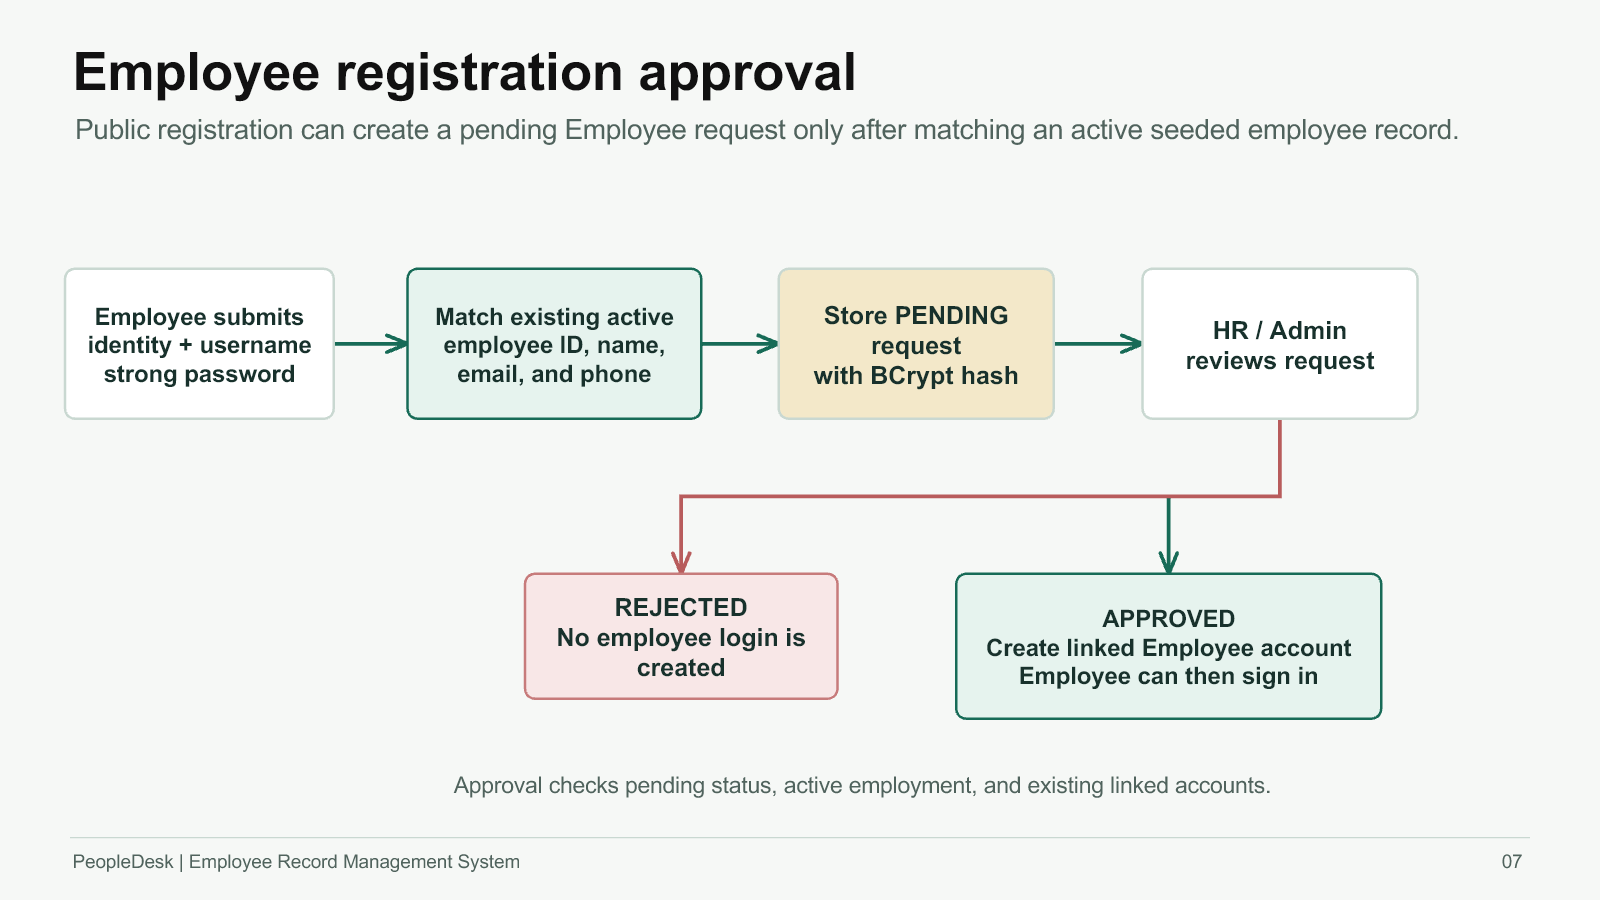 Employee registration approval
Public registration can create a pending Employee request only after matching an active seeded employee record.
Employee submits
identity + username
strong password
Match existing active
employee ID, name,
email, and phone
Store PENDING
request
with BCrypt hash
HR / Admin
reviews request
REJECTED
No employee login is
created
APPROVED
Create linked Employee account
Employee can then sign in
Approval checks pending status, active employment, and existing linked accounts.
PeopleDesk | Employee Record Management System
07